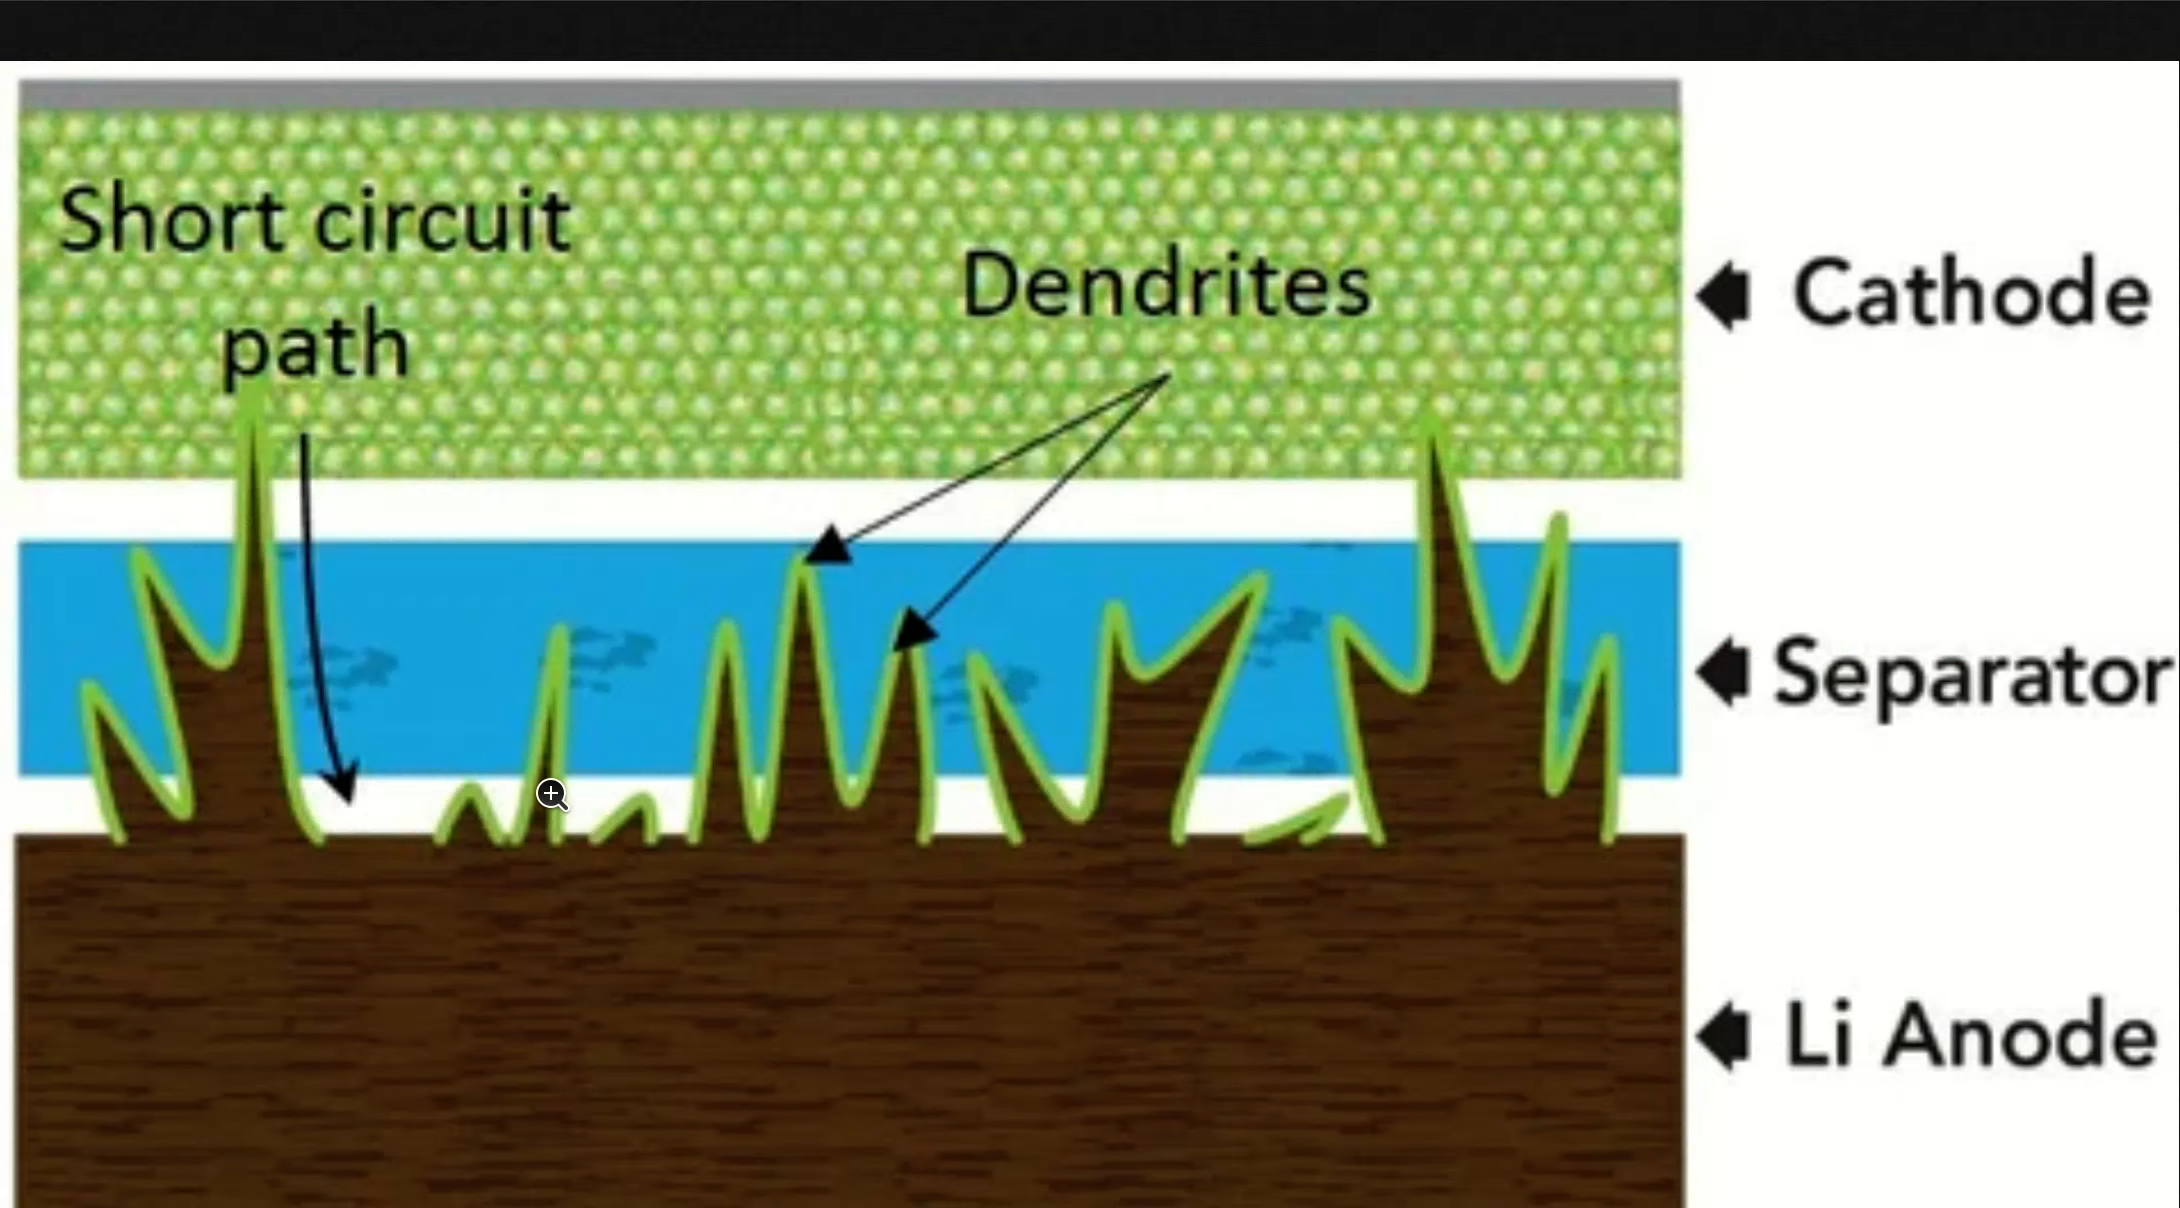 Short circuit
path
Dendrites
Cathode
Separator
Li Anode